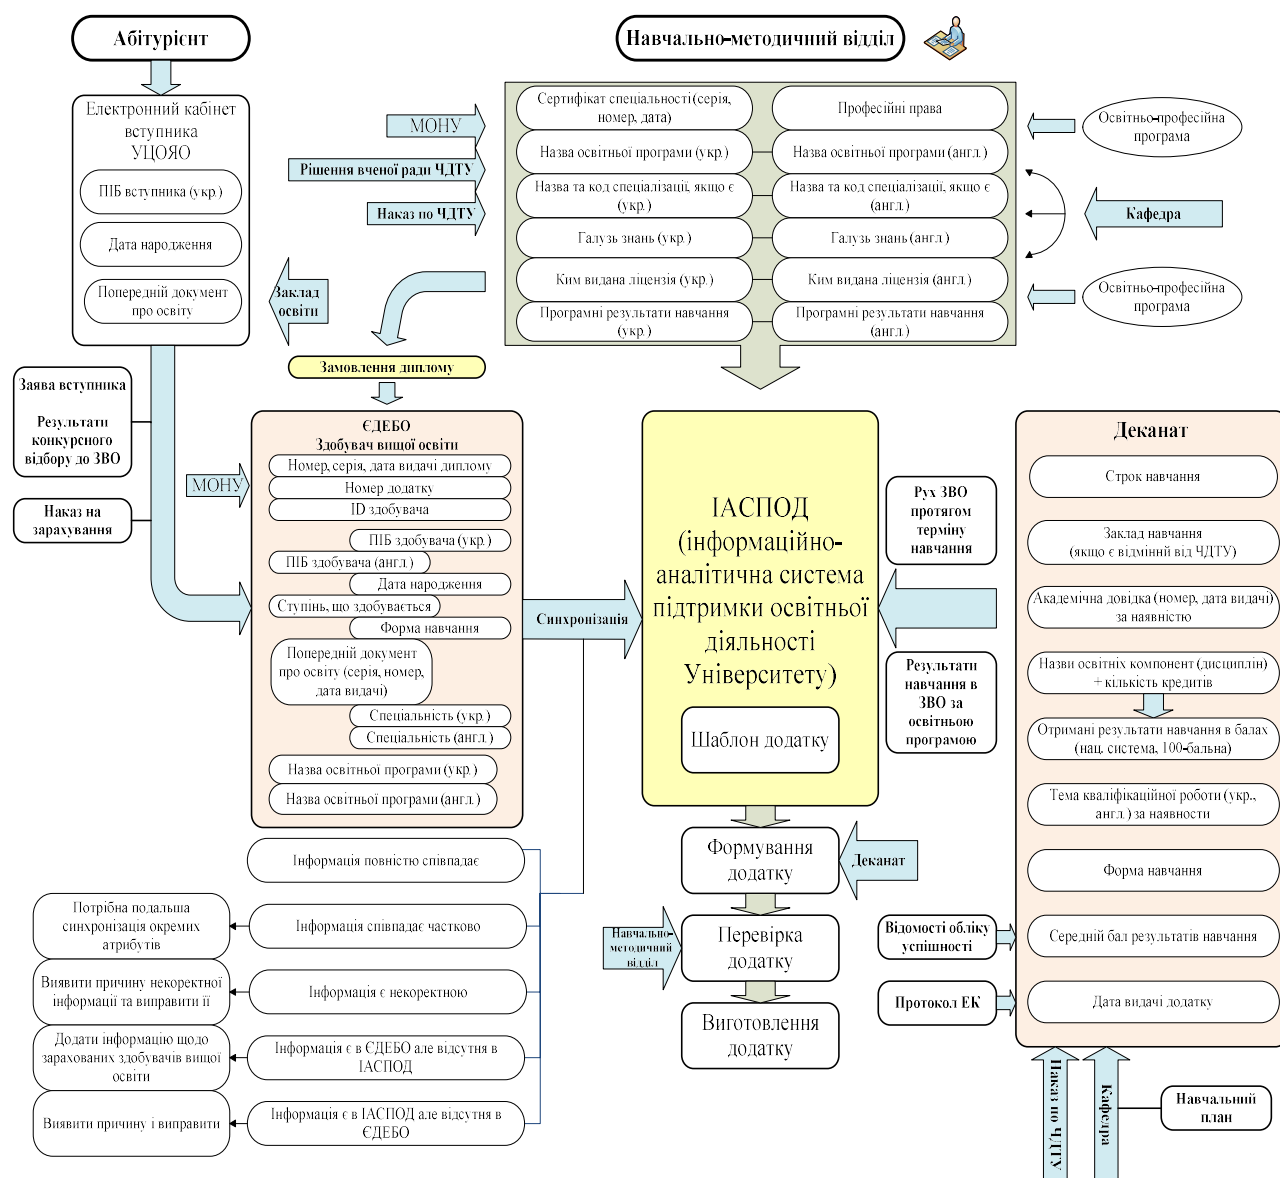 Абітурієнт
Навчально-методичний відділ
Електронний кабінет
вступника
УЦОЯО
ПІБ вступника (укр.)
Дата народження
Попередній документ
про освіту
Заклад
освіти
МОНУ
Рішення вченої ради ЧДТУ
Наказ по ЧДТУ
Сертифікат спеціальності (серія,
номер, дата)
Професійні права
Назва освітньої програми (укр.)
Назва освітньої програми (англ.)
Назва та код спеціалізації, якщо є
(укр.)
Назва та код спеціалізації, якщо є
(англ.)
Галузь знань (укр.)
Галузь знань (англ.)
Ким видана ліцензія (укр.)
Ким видана ліцензія (англ.)
Програмні результати навчання
(укр.)
Програмні результати навчання
(англ.)
Освітньо-професійна
програма
Кафедра
Освітньо-професійна
програма
Замовлення диплому
Заява вступника
Результати
конкурсного
відбору до ЗВО
Наказ на
зарахування
МОНУ
ЄДЕБО
Здобувач вищої освіти
Номер, серія, дата видачі диплому
Номер додатку
ID здобувача
ПІБ здобувача (укр.)
ПІБ здобувача (англ.)
Дата народження
Ступінь, що здобувається
Форма навчання
Попередній документ
про освіту (серія, номер,
дата видачі)
Спеціальність (укр.)
Спеціальність (англ.)
Назва освітньої програми (укр.)
Назва освітньої програми (англ.)
Синхронізація
ІАСПОД
(інформаційно-
аналітична система
підтримки освітньої
діяльності
Університету)
Шаблон додатку
Рух ЗВО
протягом
терміну
навчання
Результати
навчання в
ЗВО за
освітньою
програмою
Деканат
Строк навчання
Заклад навчання
(якщо є відмінний від ЧДТУ)
Академічна довідка (номер, дата видачі)
за наявністю
Назви освітніх компонент (дисциплін)
+ кількість кредитів
Отримані результати навчання в балах
(нац. система, 100-бальна)
Тема кваліфікаційної роботи (укр.,
англ.) за наявности
Форма навчання
Середній бал результатів навчання
Дата видачі додатку
Відомості обліку
успішності
Протокол ЕК
Формування
додатку
Деканат
Перевірка
додатку
Навчально-
методичний
відділ
Виготовлення
додатку
Інформація повністю співпадає
Інформація співпадає частково
Потрібна подальша
синхронізація окремих
атрибутів
Інформація є некоректною
Виявити причину некоректної
інформації та виправити її
Інформація є в ЄДЕБО але відсутня в
ІАСПОД
Додати інформацію щодо
зарахованих здобувачів вищої
освіти
Інформація є в ІАСПОД але відсутня в
ЄДЕБО
Виявити причину і виправити
Наказ по ЧДТУ
Кафедра
Навчальний
план